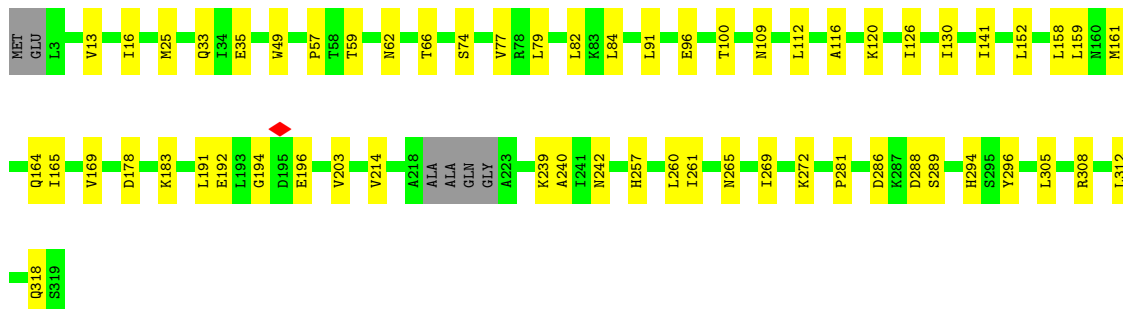 MET GLU L3 V13 I16 M25 Q33 I34 E35 W49 P57 T58 T59 N62 T66 S74 V77 R78 L79 L82 K83 L84 L91 E96 T100 N109 L112 A116 K120 I126 I130 I141 L152 L158 L159 N160 M161
Q164 I165 V169 D178 K183 L191 E192 L193 G194 D195 E196 V203 V214 A218 ALA ALA GLN GLY A223 K239 A240 I241 N242 H257 L260 I261 N265 I269 K272 P281 D286 K287 D288 S289 H294 S295 Y296 L305 R308 L312
Q318 S319